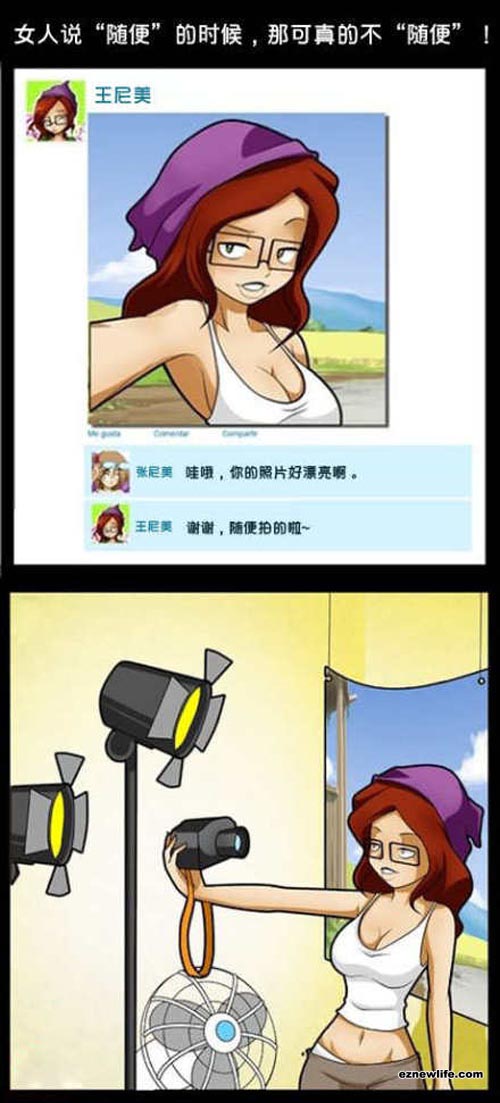 女人说“随便”的时候，那可真的不“随便”！
王尼美
Me gusta Comentar Compartir
张尼美 哇哦，你的照片好漂亮啊。
王尼美 谢谢，随便拍的啦~
eznewlife.com